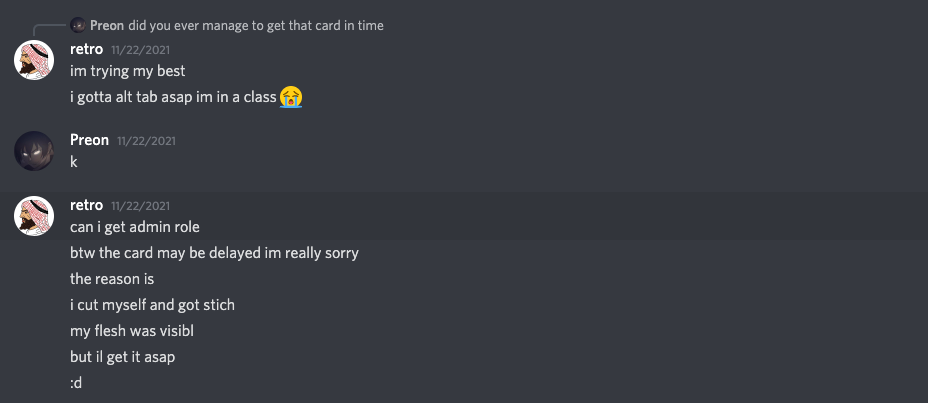 Preon did you ever manage to get that card in time
retro 11/22/2021
im trying my best
i gotta alt tab asap im in a class 😭
Preon 11/22/2021
k
retro 11/22/2021
can i get admin role
btw the card may be delayed im really sorry
the reason is
i cut myself and got stich
my flesh was visibl
but il get it asap
:d